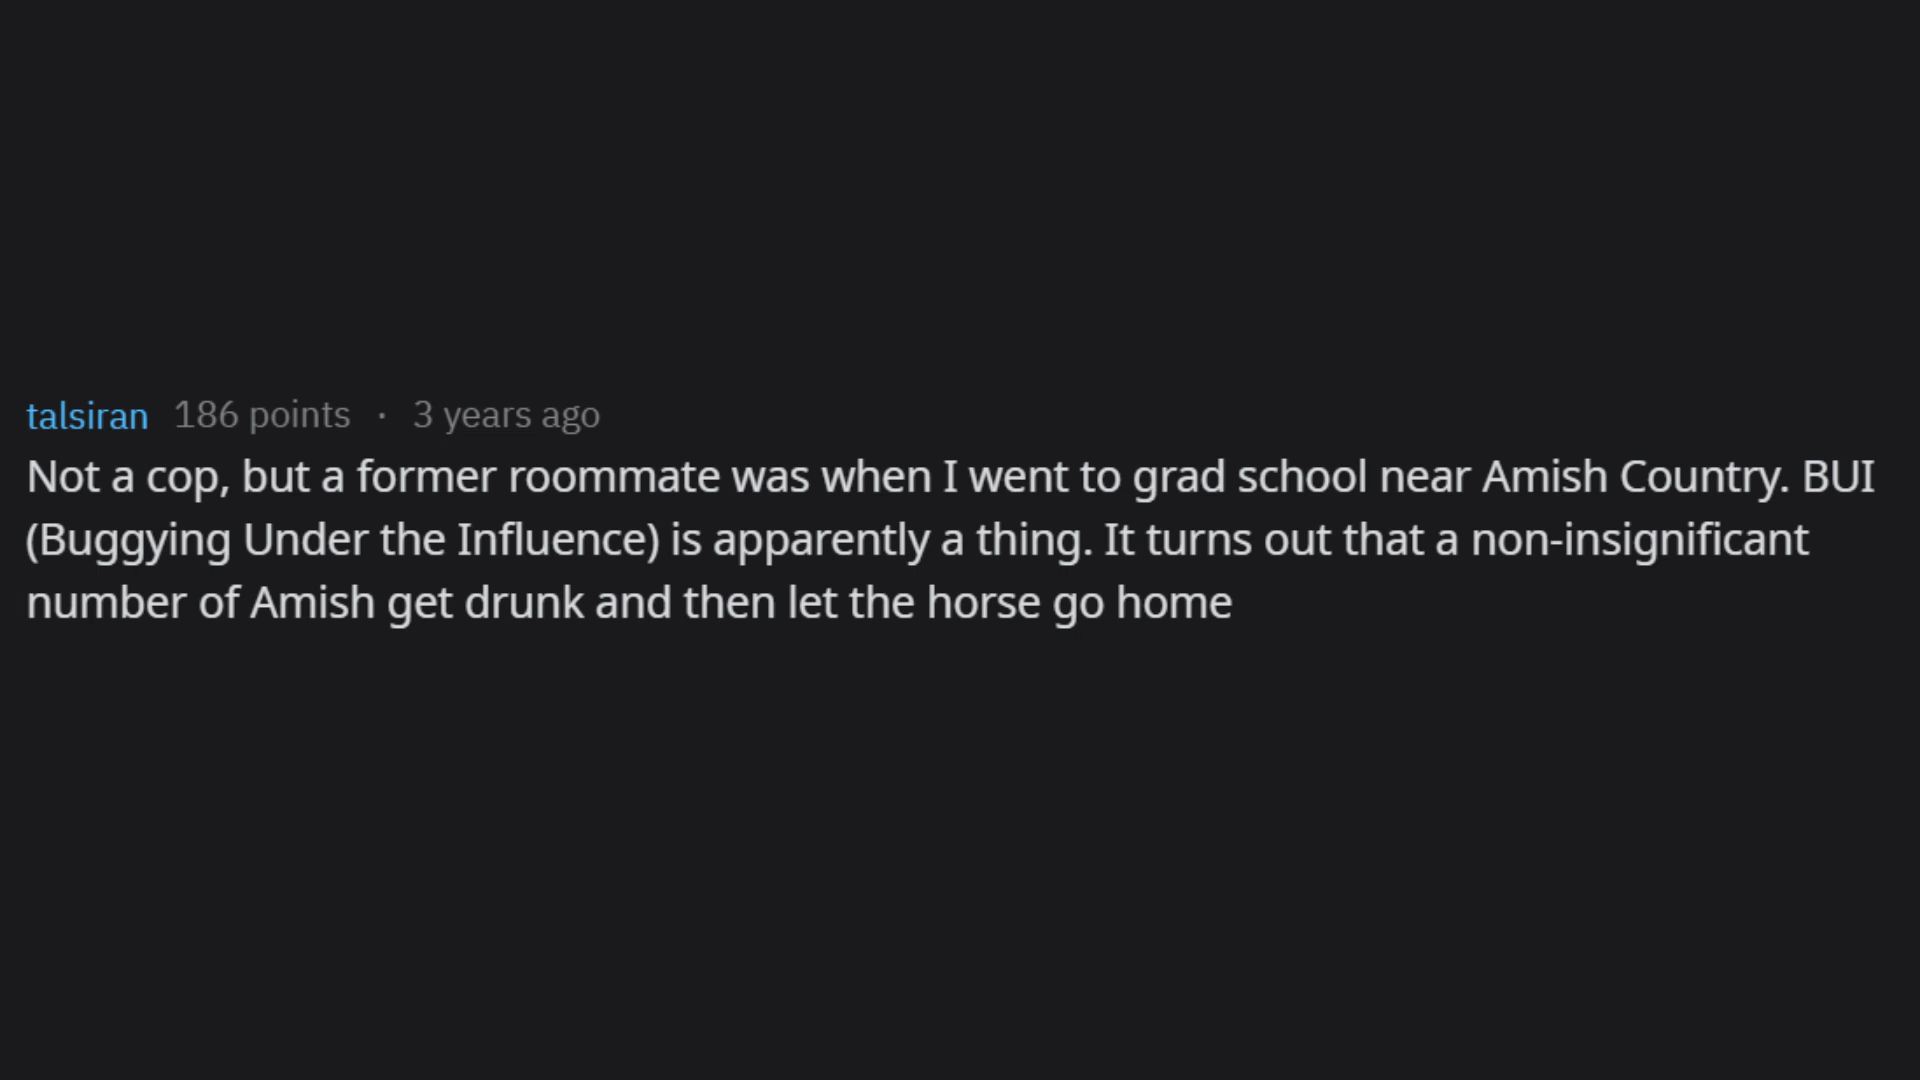 talsiran 186 points · 3 years ago
Not a cop, but a former roommate was when I went to grad school near Amish Country. BUI
(Buggying Under the Influence) is apparently a thing. It turns out that a non-insignificant
number of Amish get drunk and then let the horse go home